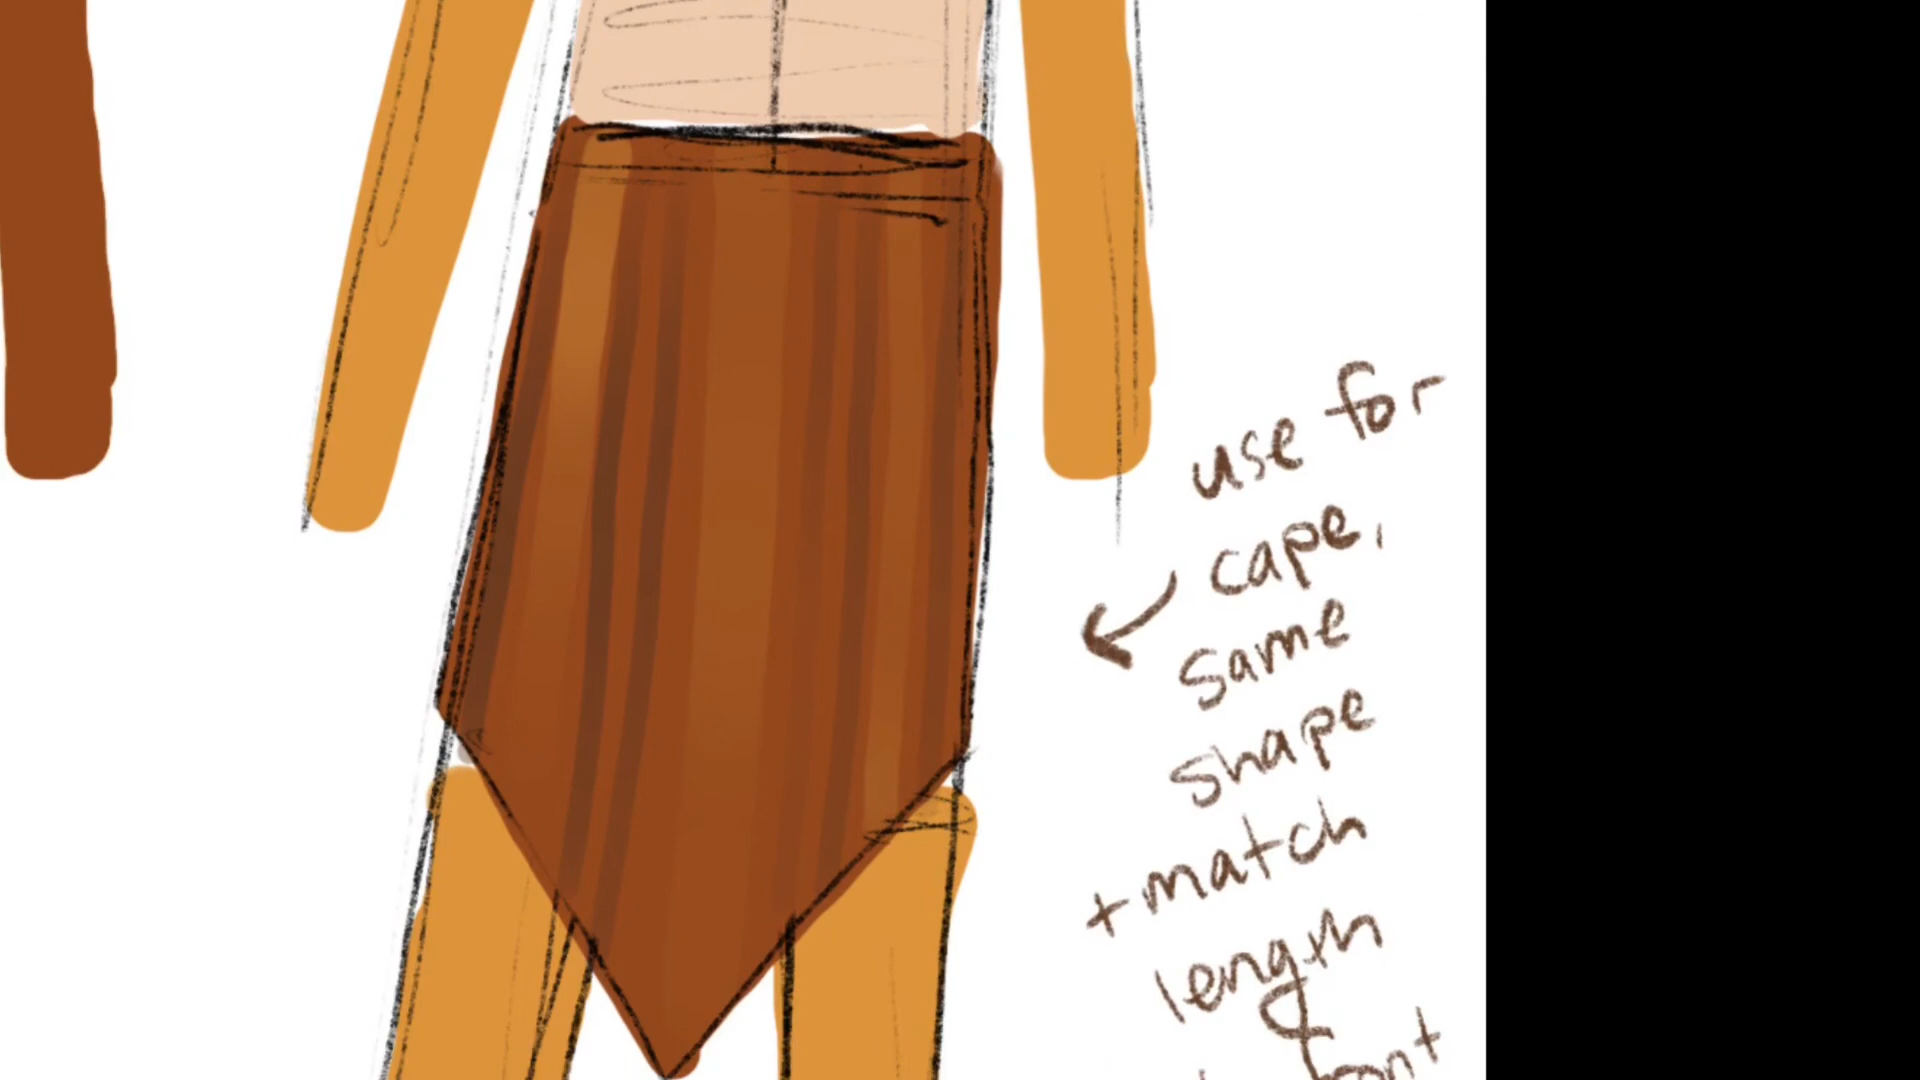 use for
cape,
same
shape
+ match
length